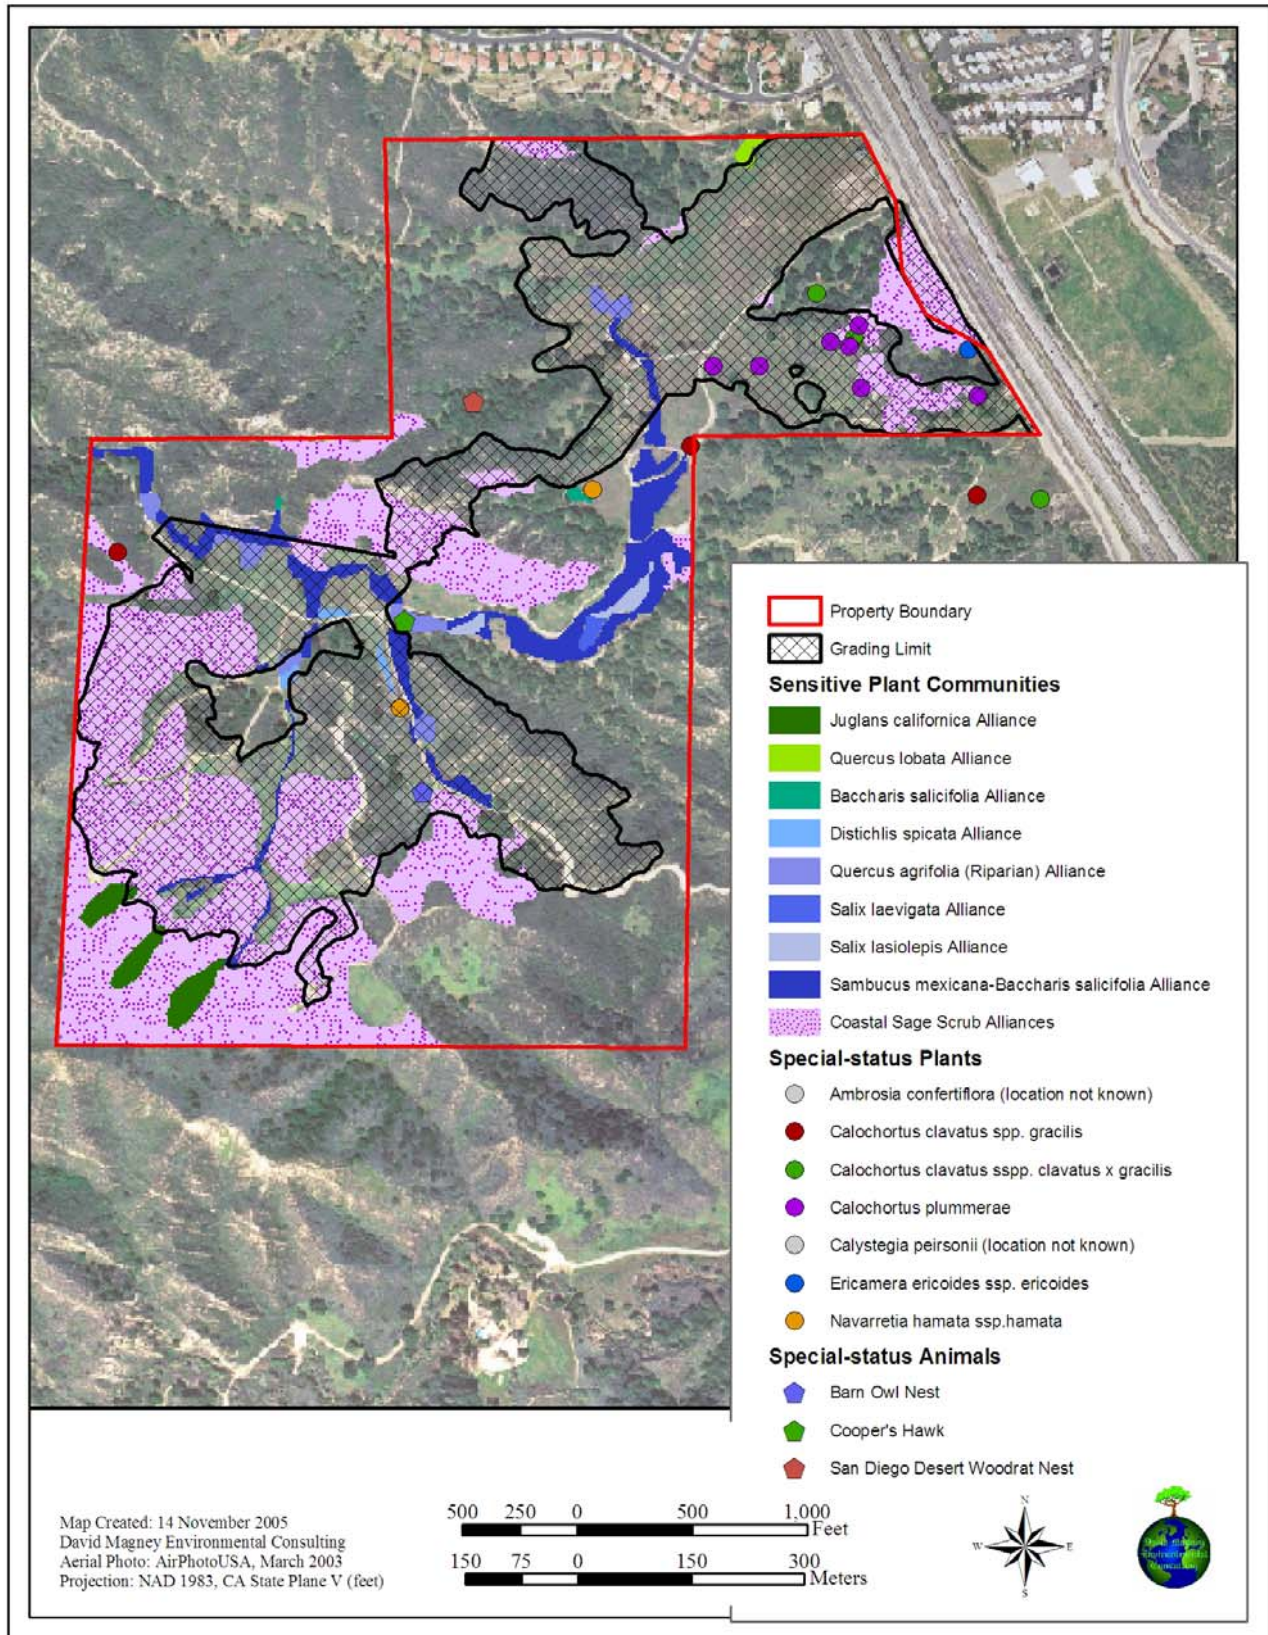 Property Boundary
Grading Limit
Sensitive Plant Communities
Juglans californica Alliance
Quercus lobata Alliance
Baccharis salicifolia Alliance
Distichlis spicata Alliance
Quercus agrifolia (Riparian) Alliance
Salix laevigata Alliance
Salix lasiolepis Alliance
Sambucus mexicana-Baccharis salicifolia Alliance
Coastal Sage Scrub Alliances
Special-status Plants
Ambrosia confertiflora (location not known)
Calochortus clavatus spp. gracilis
Calochortus clavatus sspp. clavatus x gracilis
Calochortus plummerae
Calystegia peirsonii (location not known)
Ericamera ericoides ssp. ericoides
Navarretia hamata ssp.hamata
Special-status Animals
Barn Owl Nest
Cooper's Hawk
San Diego Desert Woodrat Nest
Map Created: 14 November 2005
David Magney Environmental Consulting
Aerial Photo: AirPhotoUSA, March 2003
Projection: NAD 1983, CA State Plane V (feet)
500 250 0 500 1,000
Feet
150 75 0 150 300
Meters
N
W E
S
David Magney
Environmental
Consulting